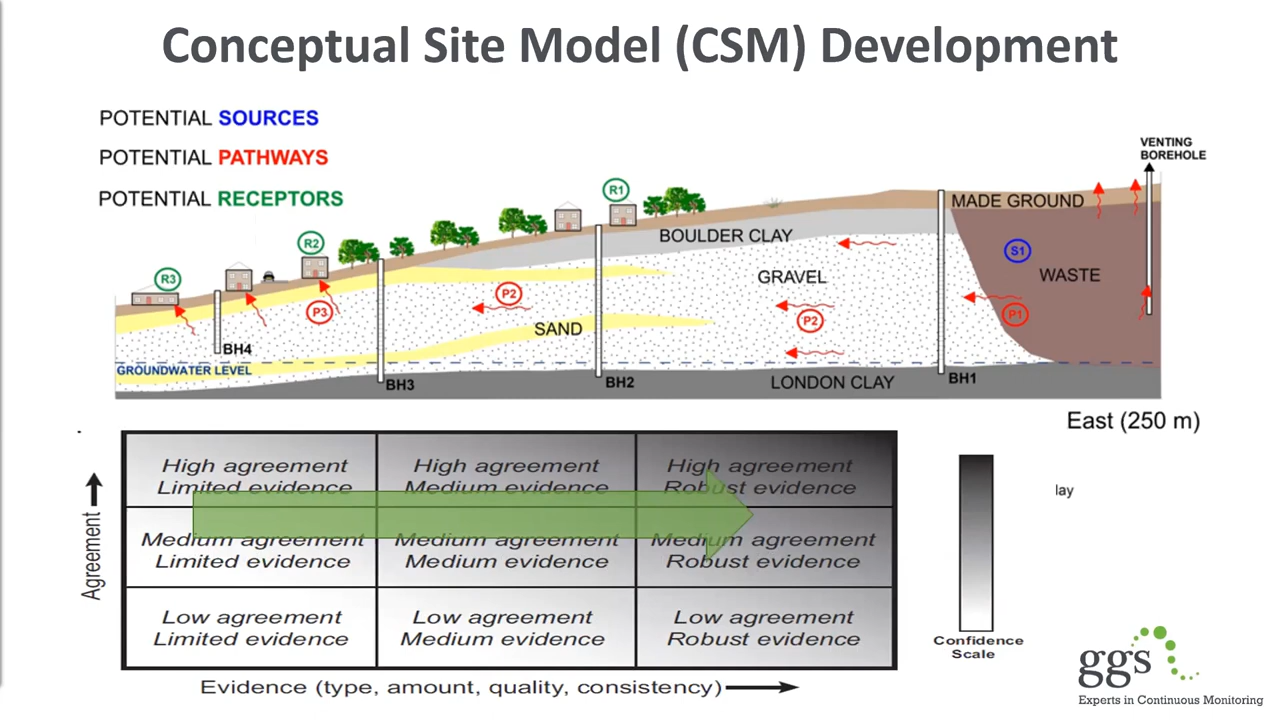 Conceptual Site Model (CSM) Development
POTENTIAL SOURCES
POTENTIAL PATHWAYS
POTENTIAL RECEPTORS
VENTING
BOREHOLE
R1
MADE GROUND
BOULDER CLAY
R2
S1
R3
GRAVEL
WASTE
P2
P3
P2
P1
SAND
BH4
GROUNDWATER LEVEL
BH3
BH2
LONDON CLAY
BH1
East (250 m)
lay
Agreement
High agreement
Limited evidence
High agreement
Medium evidence
High agreement
Robust evidence
Medium agreement
Limited evidence
Medium agreement
Medium evidence
Medium agreement
Robust evidence
Low agreement
Limited evidence
Low agreement
Medium evidence
Low agreement
Robust evidence
Evidence (type, amount, quality, consistency)
Confidence
Scale
ggs
Experts in Continuous Monitoring